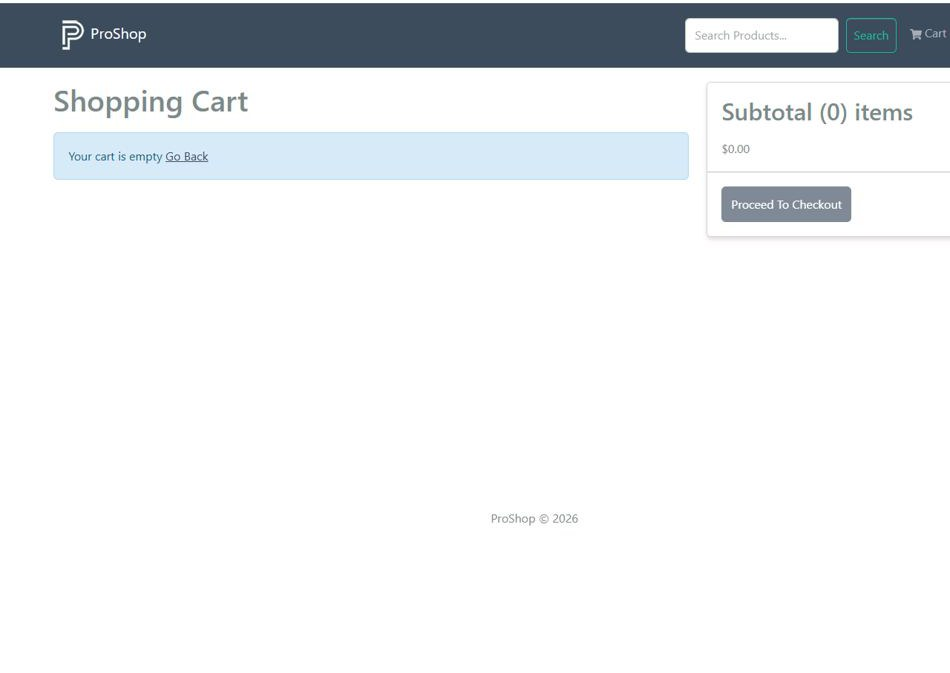 ProShop
Search Products...
Search
Cart
Shopping Cart
Your cart is empty Go Back
Subtotal (0) items
$0.00
Proceed To Checkout
ProShop © 2026